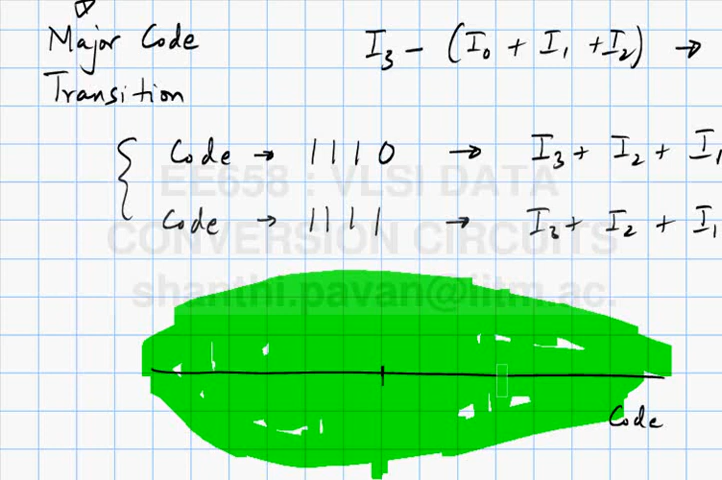 Major Code
I₃ - (I₀ + I₁ + I₂) →
Transition
Code → 1110 → I₃ + I₂ + I₁
Code → 1111 → I₃ + I₂ + I₁
EE658 : VLSI DATA
CONVERSION CIRCUITS
shanthi.pavan@iitm.ac.
Code